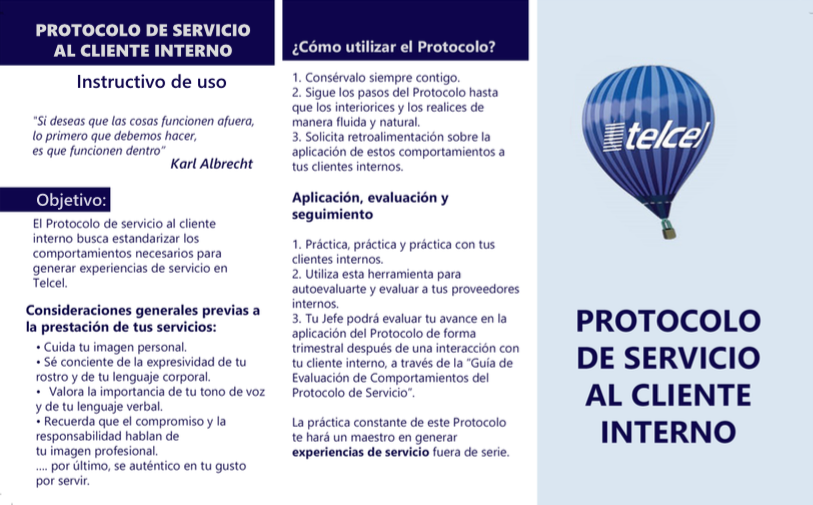 PROTOCOLO DE SERVICIO
AL CLIENTE INTERNO
Instructivo de uso
"Si deseas que las cosas funcionen afuera,
lo primero que debemos hacer,
es que funcionen dentro"
Karl Albrecht
Objetivo:
El Protocolo de servicio al cliente
interno busca estandarizar los
comportamientos necesarios para
generar experiencias de servicio en
Telcel.
Consideraciones generales previas a
la prestación de tus servicios:
• Cuida tu imagen personal.
• Sé conciente de la expresividad de tu
rostro y de tu lenguaje corporal.
• Valora la importancia de tu tono de voz
y de tu lenguaje verbal.
• Recuerda que el compromiso y la
responsabilidad hablan de
tu imagen profesional.
.... por último, se auténtico en tu gusto
por servir.
¿Cómo utilizar el Protocolo?
1. Consérvalo siempre contigo.
2. Sigue los pasos del Protocolo hasta
que los interiorices y los realices de
manera fluida y natural.
3. Solicita retroalimentación sobre la
aplicación de estos comportamientos a
tus clientes internos.
Aplicación, evaluación y
seguimiento
1. Práctica, práctica y práctica con tus
clientes internos.
2. Utiliza esta herramienta para
autoevaluarte y evaluar a tus proveedores
internos.
3. Tu Jefe podrá evaluar tu avance en la
aplicación del Protocolo de forma
trimestral después de una interacción con
tu cliente interno, a través de la "Guía de
Evaluación de Comportamientos del
Protocolo de Servicio".
La práctica constante de este Protocolo
te hará un maestro en generar
experiencias de servicio fuera de serie.
telcel
PROTOCOLO
DE SERVICIO
AL CLIENTE
INTERNO